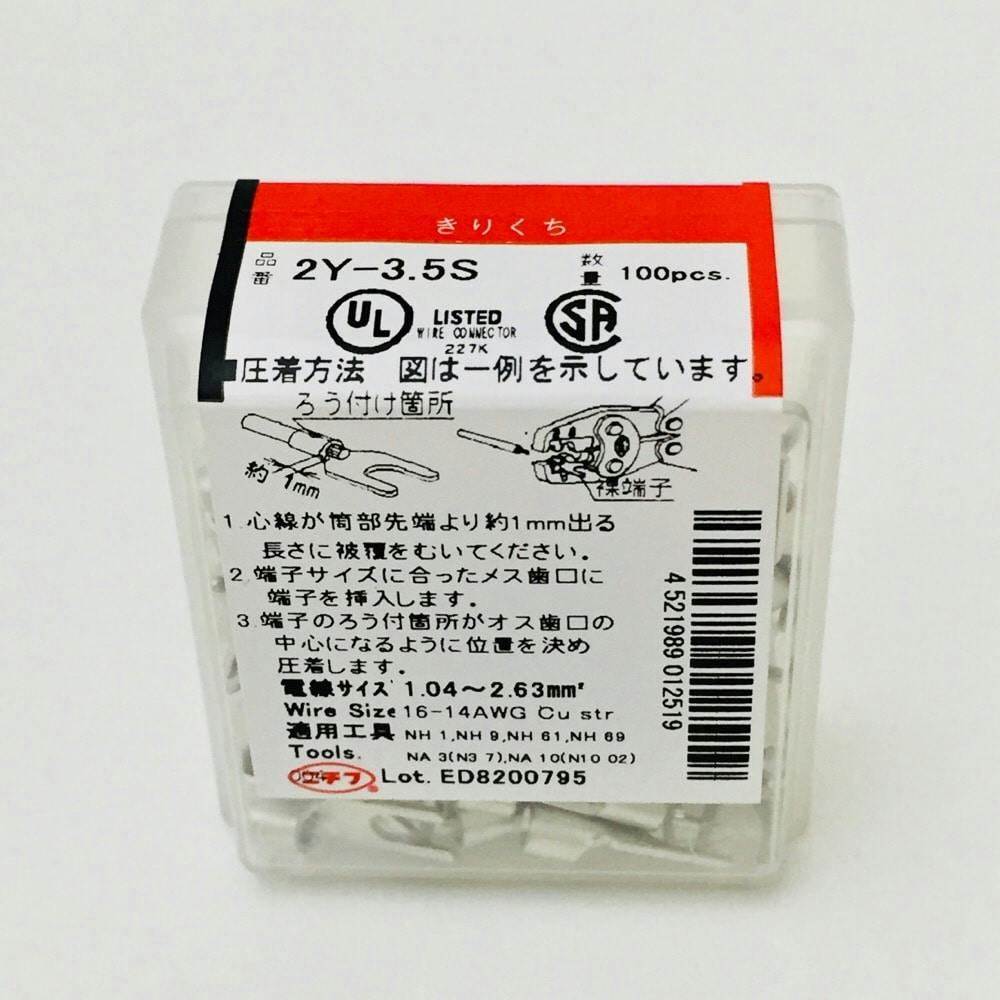 きりくち
品番 2Y-3.5S 数量 100pcs.
UL LISTED SA
WIRE CONNECTOR
227K
■圧着方法 図は一例を示しています。
ろう付け箇所
約1mm
裸端子
1.心線が筒部先端より約1mm出る
長さに被覆をむいてください。
2.端子サイズに合ったメス歯口に
端子を挿入します。
3.端子のろう付箇所がオス歯口の
中心になるように位置を決め
圧着します。
電線サイズ 1.04～2.63mm²
Wire Size 16-14AWG Cu str
適用工具 NH 1,NH 9,NH 61,NH 69
Tools. NA 3(N3 7),NA 10(N10 02)
ニチフ® Lot. ED8200795
4 521989 012519